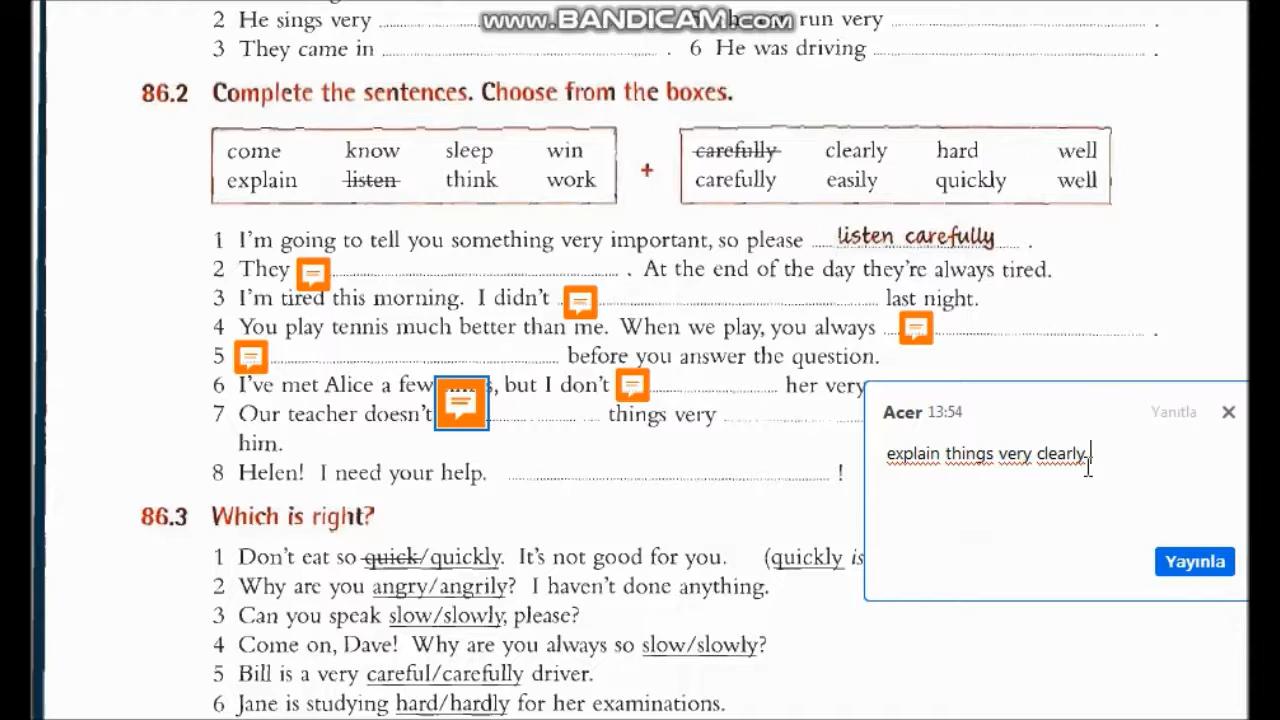 2 He sings very
www.BANDICAM.com
run very
3 They came in .
6 He was driving .
86.2 Complete the sentences. Choose from the boxes.
come know sleep win
explain listen think work
+
carefully clearly hard well
carefully easily quickly well
1 I'm going to tell you something very important, so please listen carefully .
2 They . At the end of the day they're always tired.
3 I'm tired this morning. I didn't last night.
4 You play tennis much better than me. When we play, you always .
5 before you answer the question.
6 I've met Alice a few , but I don't her very
7 Our teacher doesn't things very
him.
8 Helen! I need your help. !
Acer 13:54 Yanıtla
explain things very clearly.
Yayınla
86.3 Which is right?
1 Don't eat so quick/quickly. It's not good for you. (quickly is
2 Why are you angry/angrily? I haven't done anything.
3 Can you speak slow/slowly, please?
4 Come on, Dave! Why are you always so slow/slowly?
5 Bill is a very careful/carefully driver.
6 Jane is studying hard/hardly for her examinations.